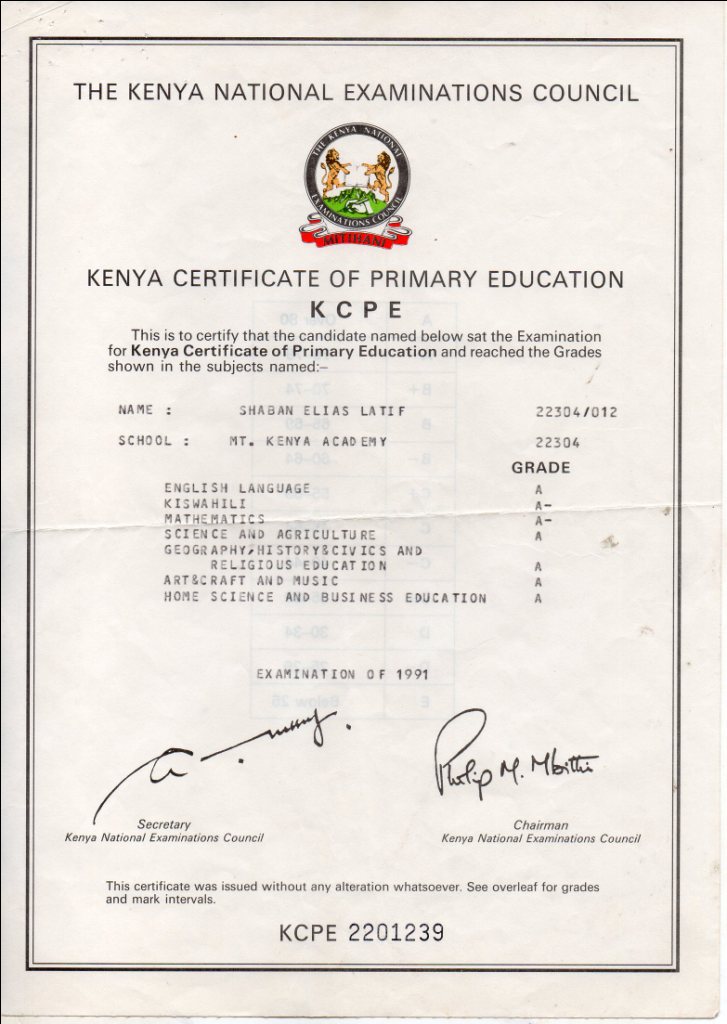 THE KENYA NATIONAL EXAMINATIONS COUNCIL
THE KENYA NATIONAL
EXAMINATIONS COUNCIL
MITIHANI
KENYA CERTIFICATE OF PRIMARY EDUCATION
KCPE
This is to certify that the candidate named below sat the Examination
for Kenya Certificate of Primary Education and reached the Grades
shown in the subjects named:–
NAME : SHABAN ELIAS LATIF 22304/012
SCHOOL : MT. KENYA ACADEMY 22304
GRADE
ENGLISH LANGUAGE A
KISWAHILI A-
MATHEMATICS A-
SCIENCE AND AGRICULTURE A
GEOGRAPHY,HISTORY&CIVICS AND
RELIGIOUS EDUCATION A
ART&CRAFT AND MUSIC A
HOME SCIENCE AND BUSINESS EDUCATION A
EXAMINATION OF 1991
Philip M. Mbithi
Secretary Chairman
Kenya National Examinations Council Kenya National Examinations Council
This certificate was issued without any alteration whatsoever. See overleaf for grades
and mark intervals.
KCPE 2201239